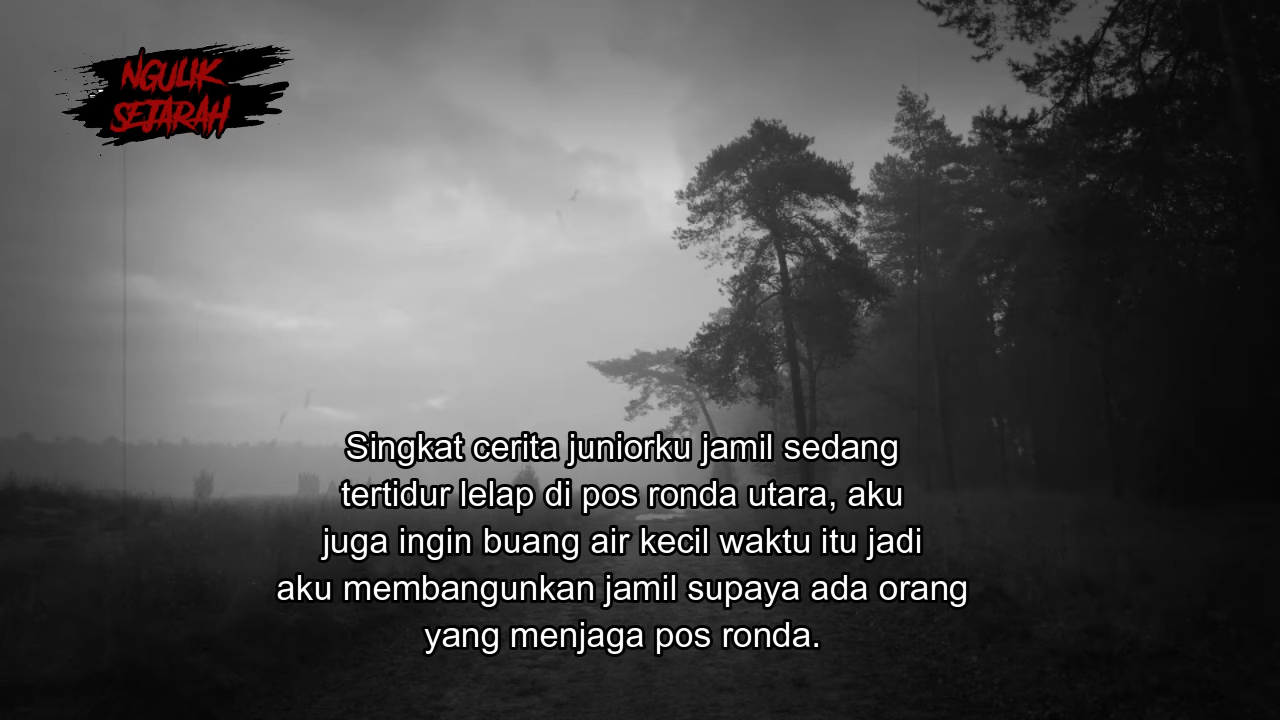 NGULIK
SEJARAH
Singkat cerita juniorku jamil sedang
tertidur lelap di pos ronda utara, aku
juga ingin buang air kecil waktu itu jadi
aku membangunkan jamil supaya ada orang
yang menjaga pos ronda.